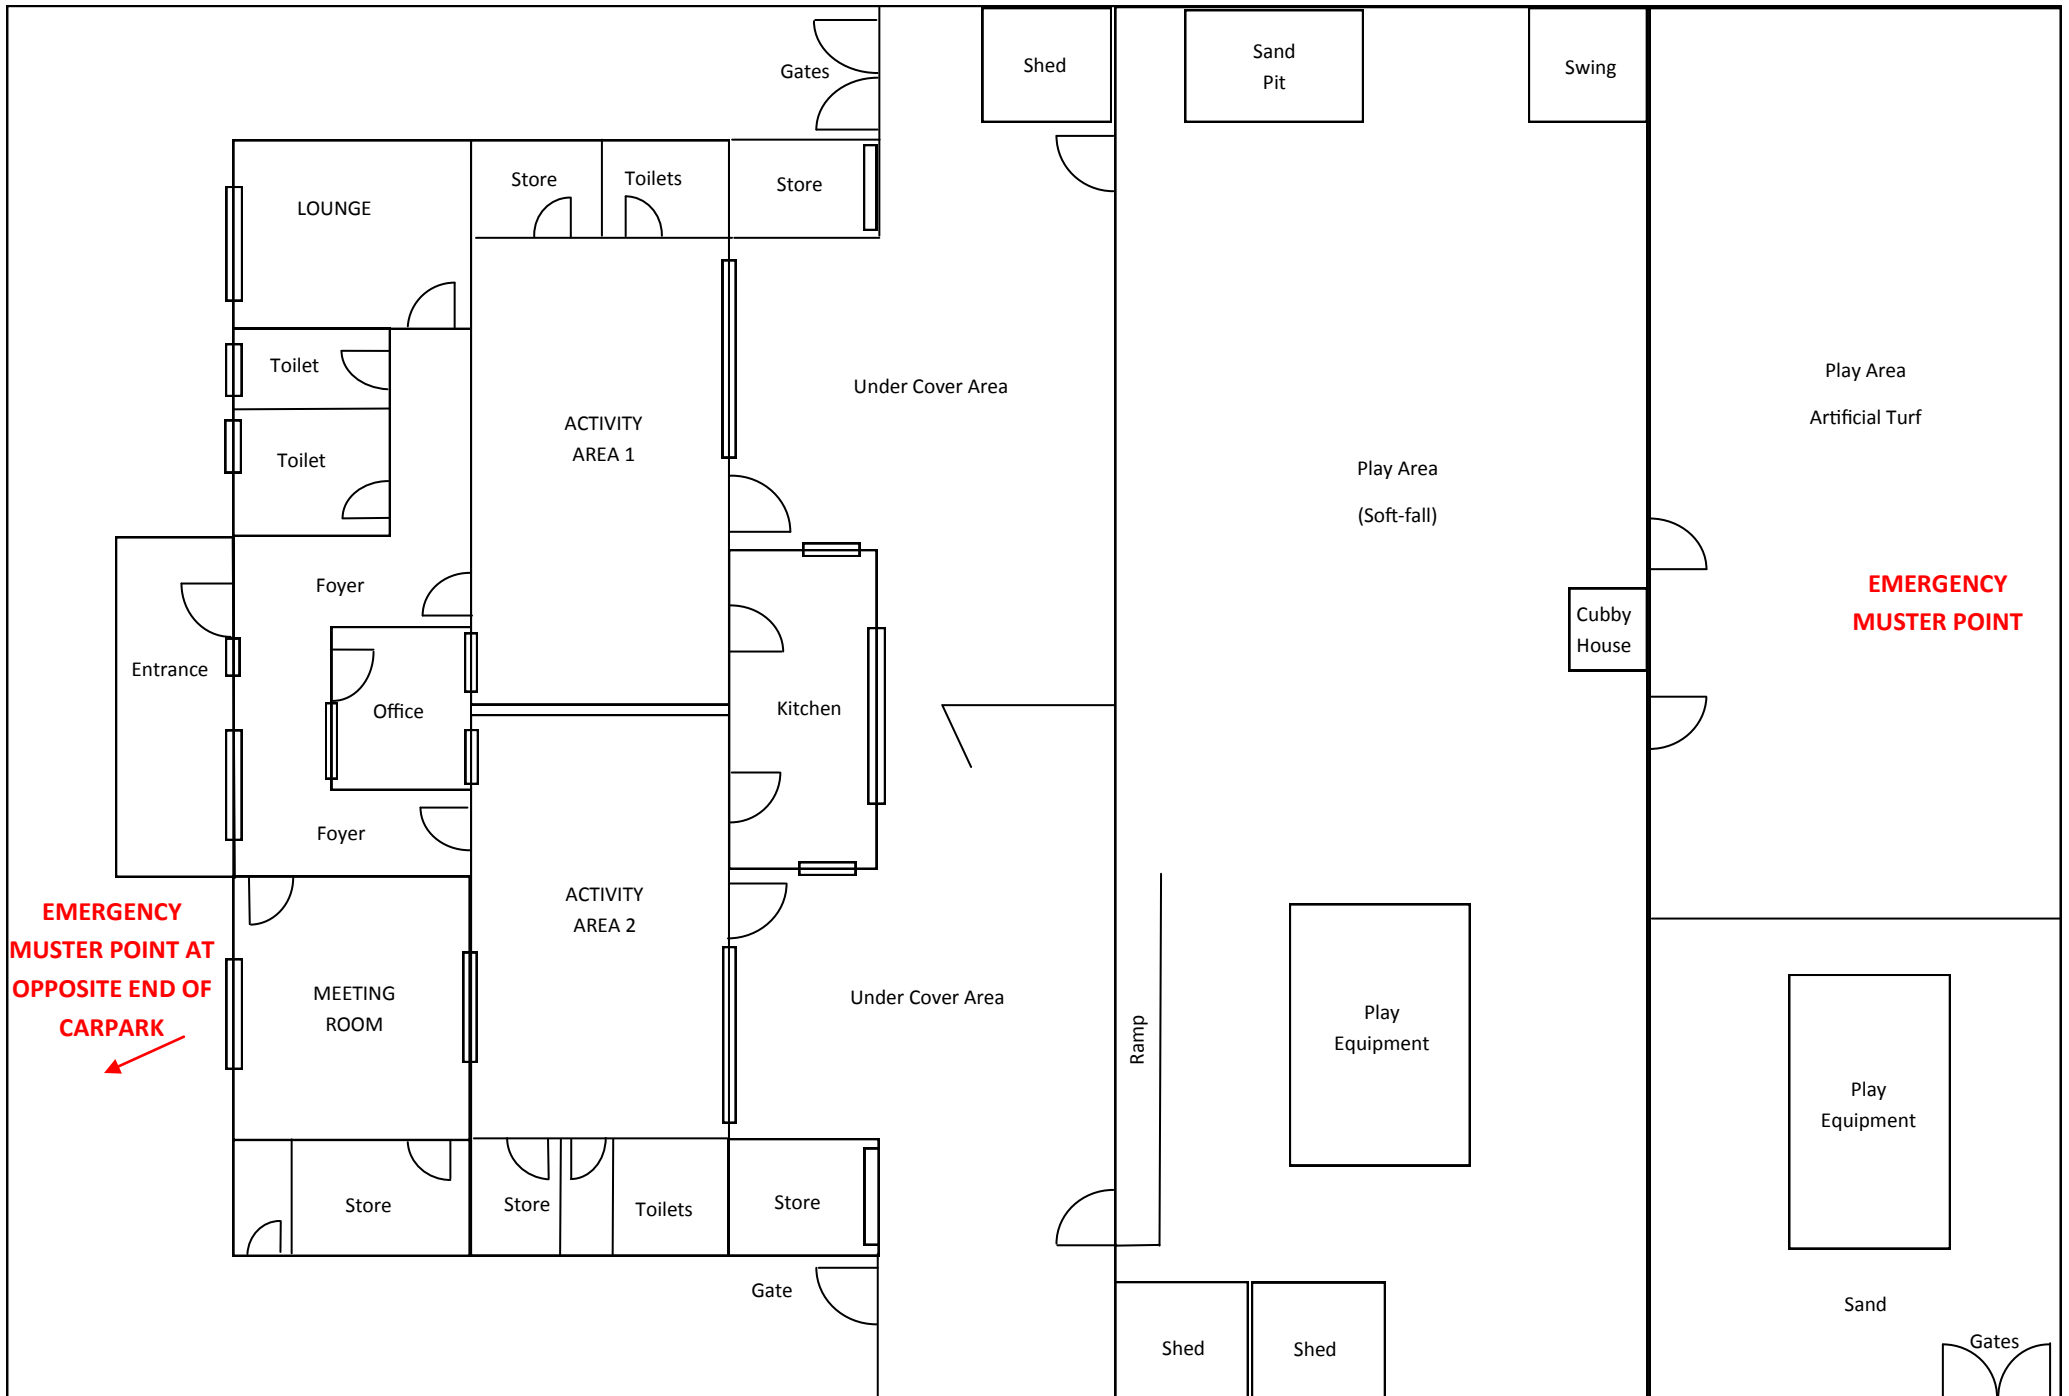 Gates
Shed
Sand
Pit
Swing
LOUNGE
Store
Toilets
Store
Toilet
Toilet
ACTIVITY
AREA 1
Under Cover Area
Play Area
(Soft-fall)
Play Area
Artificial Turf
EMERGENCY
MUSTER POINT
Foyer
Entrance
Office
Kitchen
Cubby
House
Foyer
EMERGENCY
MUSTER POINT AT
OPPOSITE END OF
CARPARK
MEETING
ROOM
ACTIVITY
AREA 2
Under Cover Area
Ramp
Play
Equipment
Play
Equipment
Store
Store
Toilets
Store
Gate
Shed
Shed
Sand
Gates